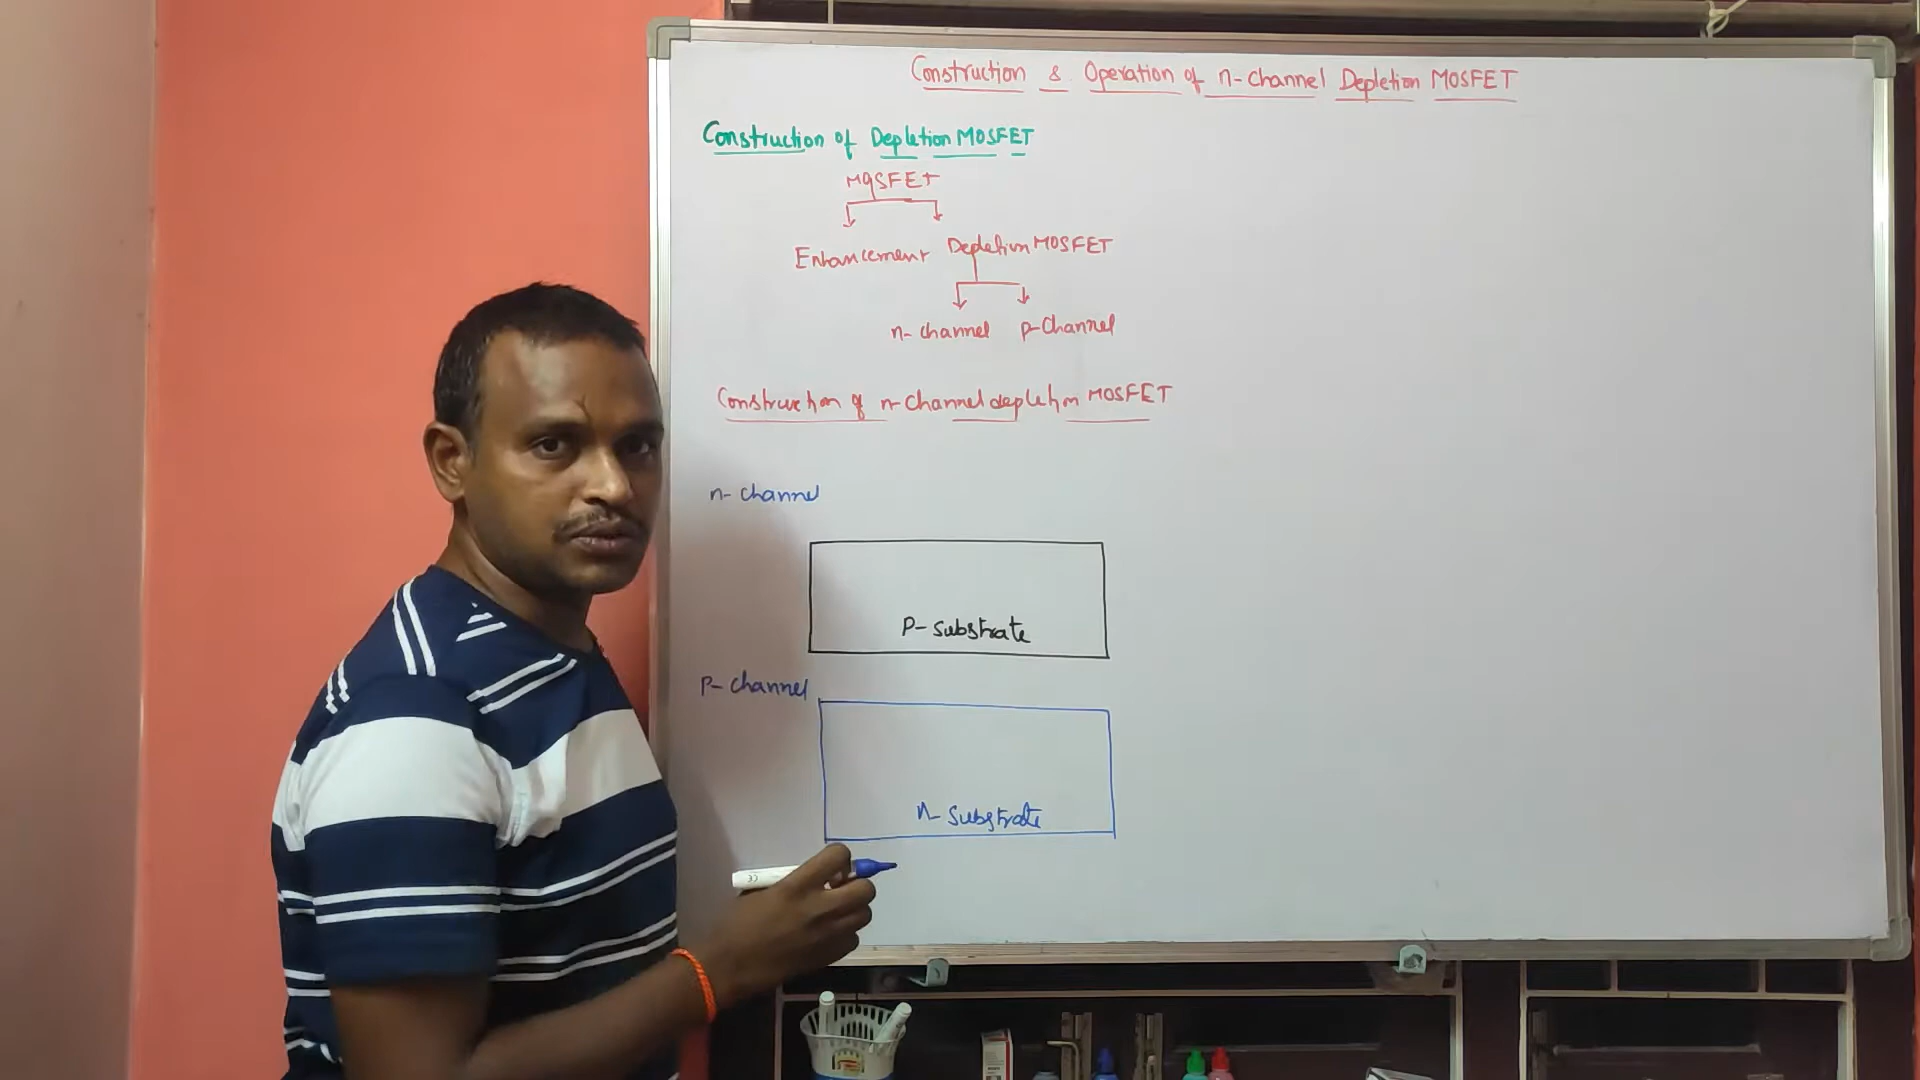 Construction & Operation of n-channel Depletion MOSFET
Construction of Depletion MOSFET
MOSFET
Enhancement Depletion MOSFET
n-channel p-channel
Construction of n-channel depletion MOSFET
n-channel
P-substrate
P-channel
n-substrate
CE